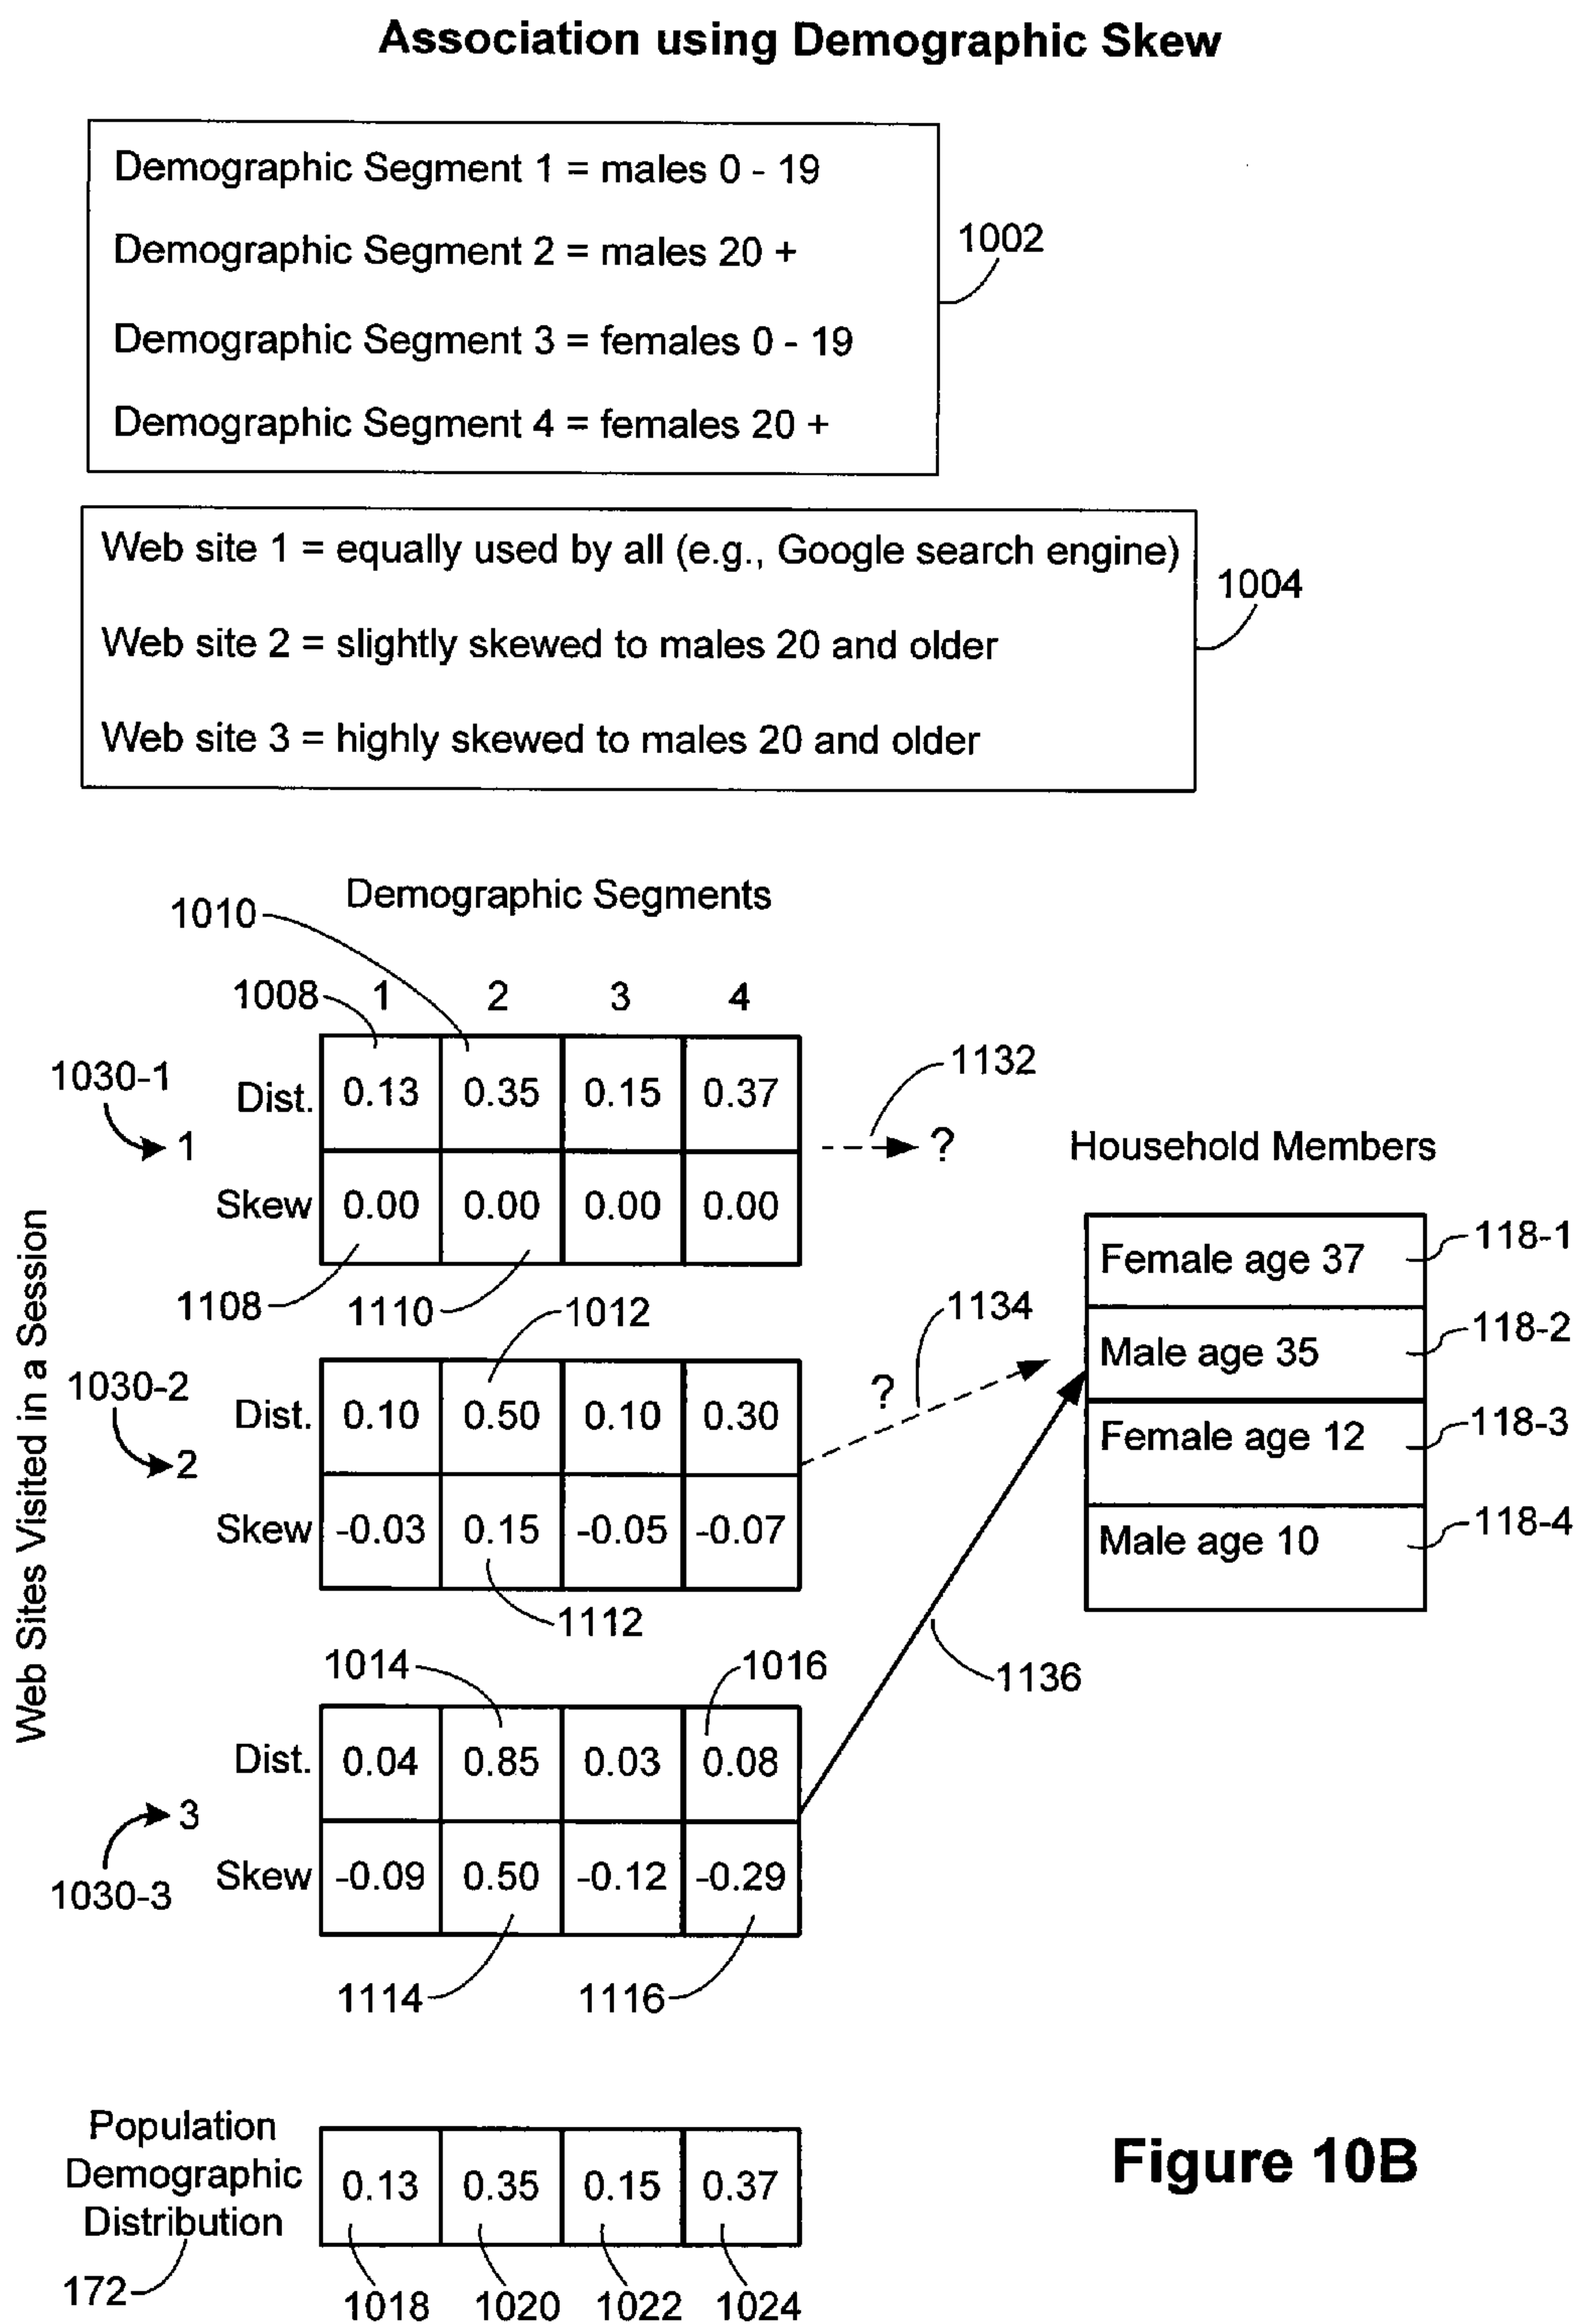 Association using Demographic Skew
Demographic Segment 1 = males 0 - 19
Demographic Segment 2 = males 20 +
Demographic Segment 3 = females 0 - 19
Demographic Segment 4 = females 20 +
1002
Web site 1 = equally used by all (e.g., Google search engine)
Web site 2 = slightly skewed to males 20 and older
Web site 3 = highly skewed to males 20 and older
1004
Demographic Segments
1010
1008
1 2 3 4
Web Sites Visited in a Session
1030-1
1
Dist. 0.13 0.35 0.15 0.37
Skew 0.00 0.00 0.00 0.00
1132
?
1108
1110
1012
1030-2
2
Dist. 0.10 0.50 0.10 0.30
Skew -0.03 0.15 -0.05 -0.07
?
1134
1112
1014
1016
1030-3
3
Dist. 0.04 0.85 0.03 0.08
Skew -0.09 0.50 -0.12 -0.29
1136
1114
1116
Household Members
Female age 37
118-1
Male age 35
118-2
Female age 12
118-3
Male age 10
118-4
Population
Demographic
Distribution
172
0.13 0.35 0.15 0.37
1018 1020 1022 1024
Figure 10B